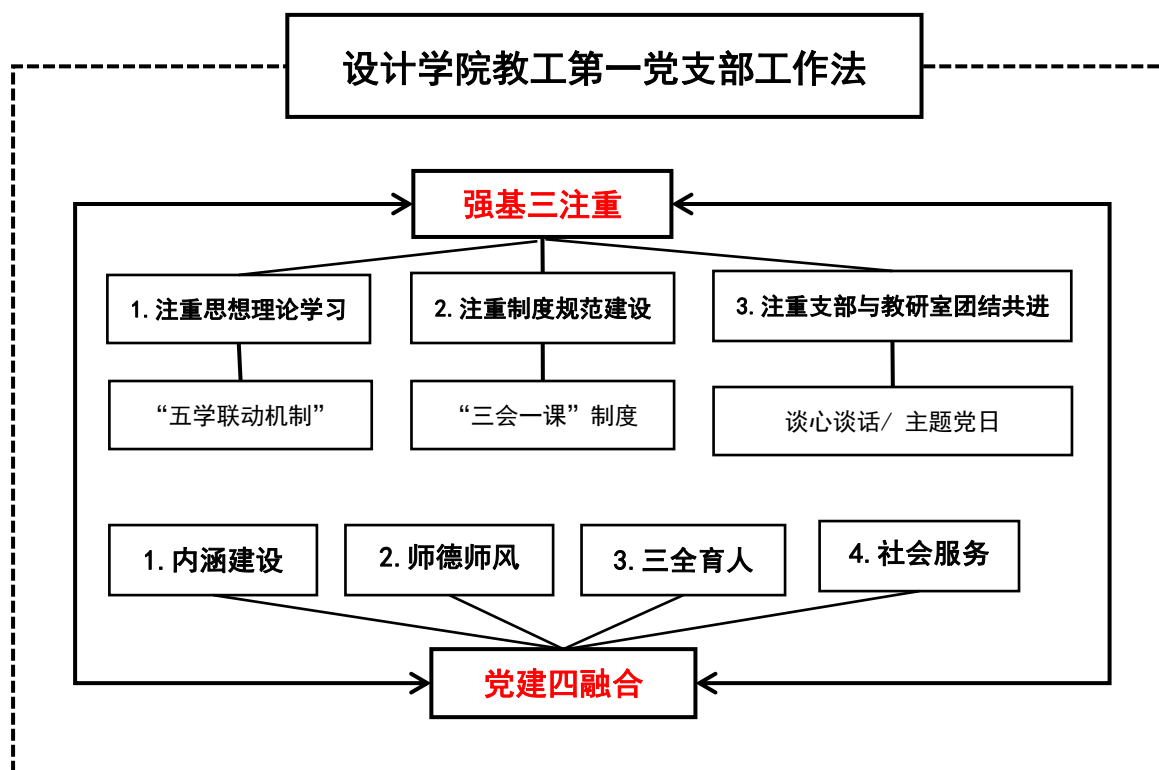 设计学院教工第一党支部工作法
强基三注重
1.注重思想理论学习
2.注重制度规范建设
3.注重支部与教研室团结共进
“五学联动机制”
“三会一课”制度
谈心谈话/ 主题党日
1.内涵建设
2.师德师风
3.三全育人
4.社会服务
党建四融合